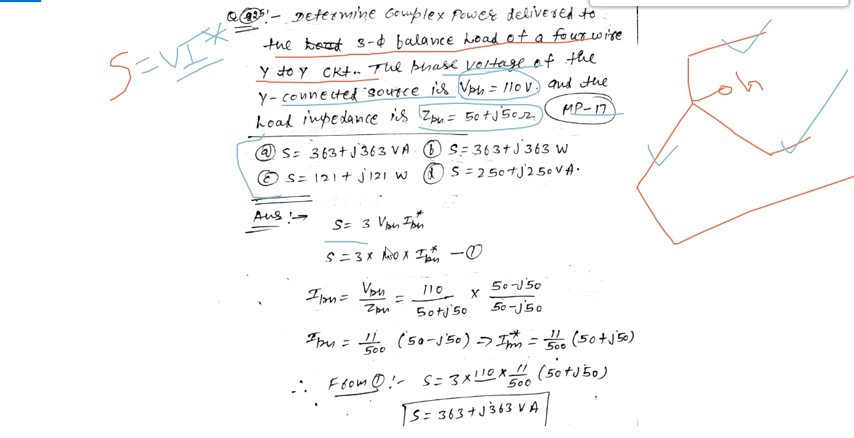 Q. 225:- Determine Complex Power delivered to
the 3-ϕ balance Load of a four wire
Y to Y CKt.. The phase voltage of the
Y-connected source is Vph = 110V. and the
Load impedance is Zph = 50+j50Ω. MP-17
(a) S = 363+j363 VA (b) S = 363+j363 W
(c) S = 121+j121 W (d) S = 250+j250VA.
Ans:→ S = 3 Vph Iph*
S = 3 × 110 × Iph* —(1)
Iph = Vph/Zph = 110/(50+j50) × (50-j50)/(50-j50)
Iph = 11/500 (50-j50) ⇒ Iph* = 11/500 (50+j50)
∴ From (1):- S = 3 × 110 × 11/500 (50+j50)
S = 363+j363 VA
S = VI*